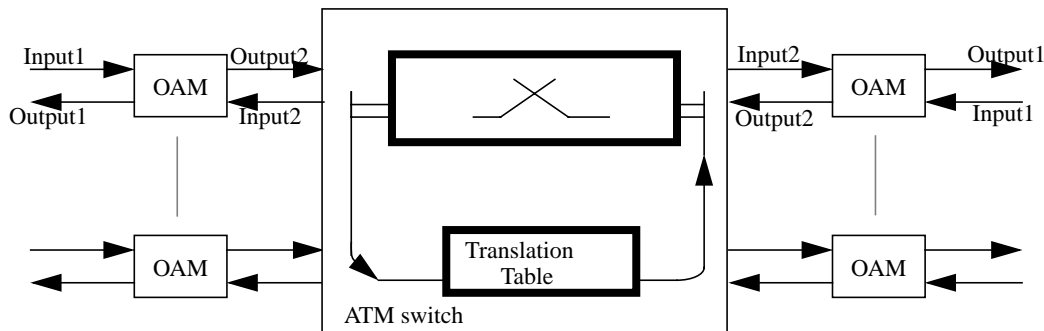 Input1
Output2
OAM
Output1
Input2
Input2
Output1
OAM
Output2
Input1
OAM
Translation
Table
OAM
ATM switch